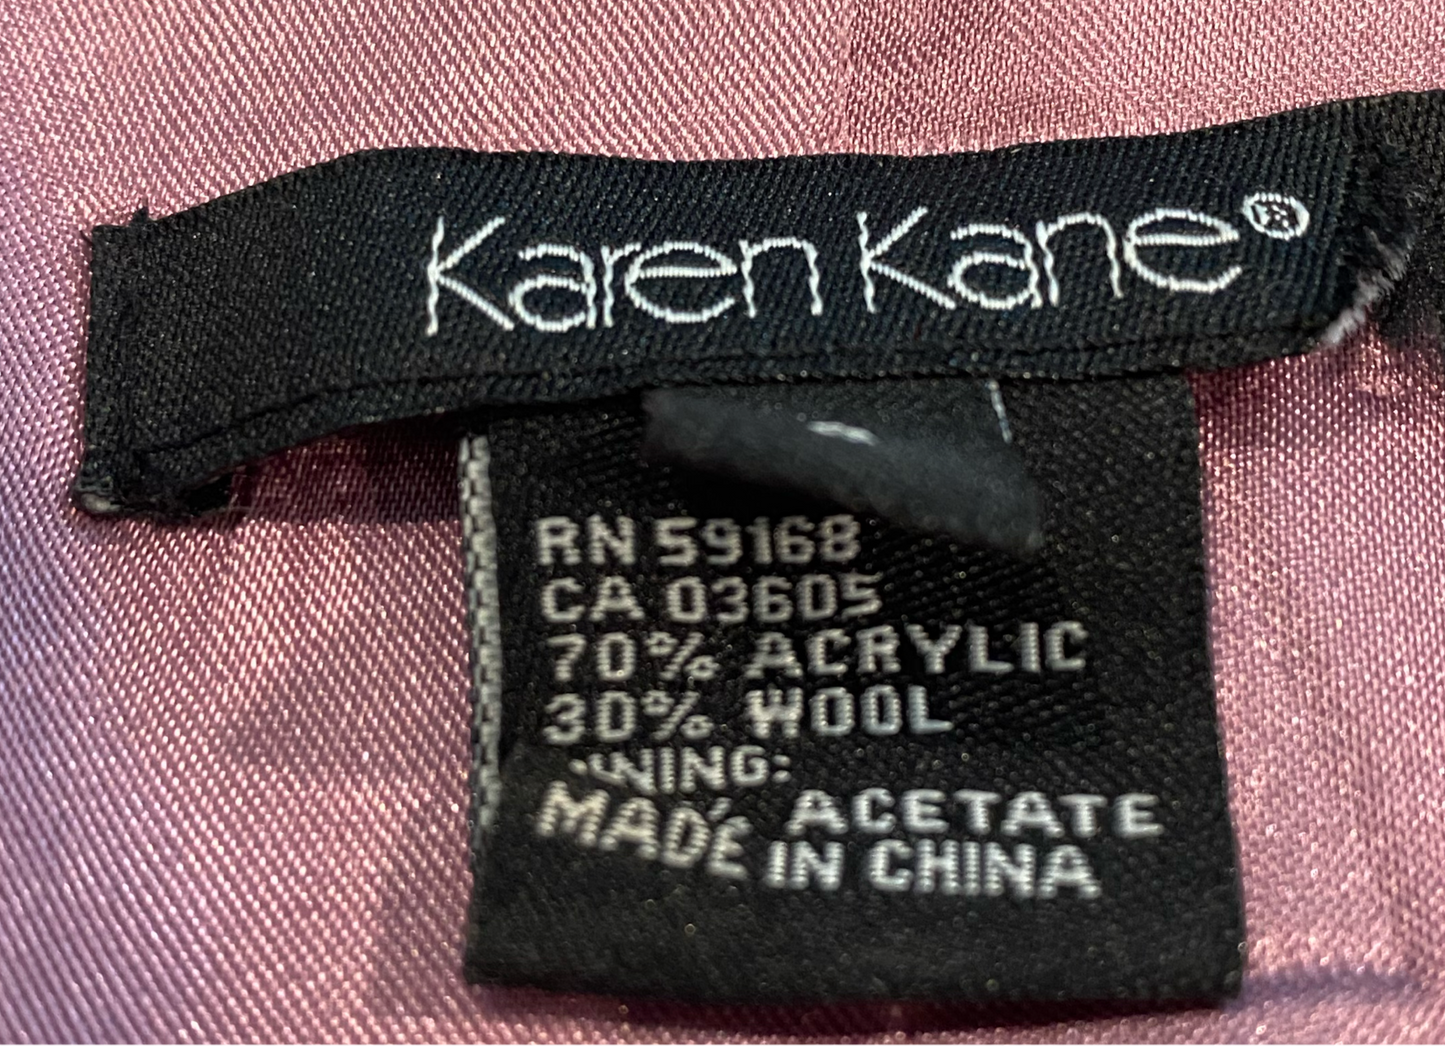 Karen Kane®
RN 59168
CA 03605
70% ACRYLIC
30% WOOL
ACETATE
MADE IN CHINA